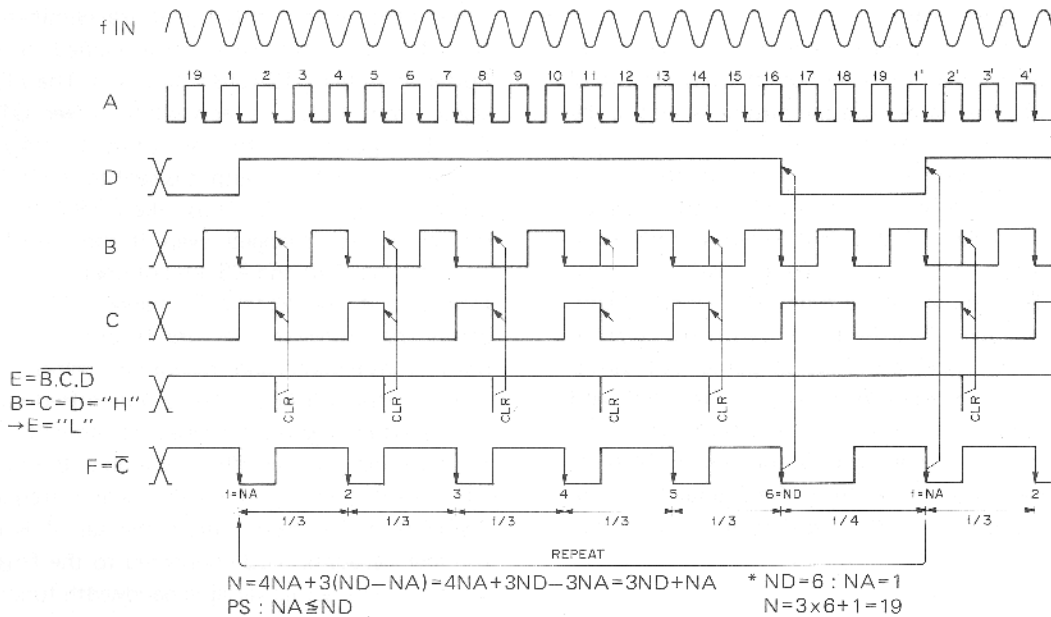 f IN
19 1 2 3 4 5 6 7 8 9 10 11 12 13 14 15 16 17 18 19 1' 2' 3' 4'
A
D
B
C
E=B.C.D
B=C=D="H"
→E="L"
CLR CLR CLR CLR CLR CLR
F=C
1=NA 2 3 4 5 6=ND 1=NA 2
1/3 1/3 1/3 1/3 1/3 1/4 1/3
REPEAT
N=4NA+3(ND-NA)=4NA+3ND-3NA=3ND+NA
PS : NA≦ND
* ND=6 : NA=1
N=3x6+1=19